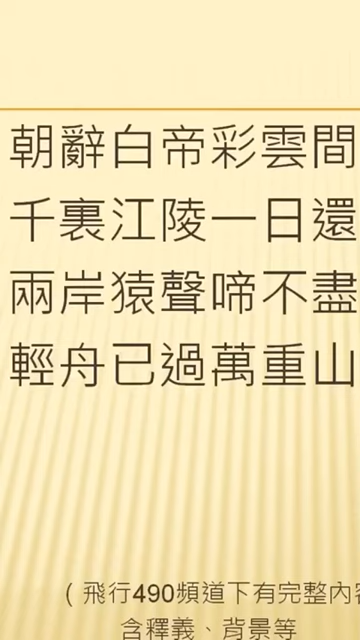 朝辭白帝彩雲間
千裏江陵一日還
兩岸猿聲啼不盡
輕舟已過萬重山
(飛行490頻道下有完整內容
含釋義、背景等